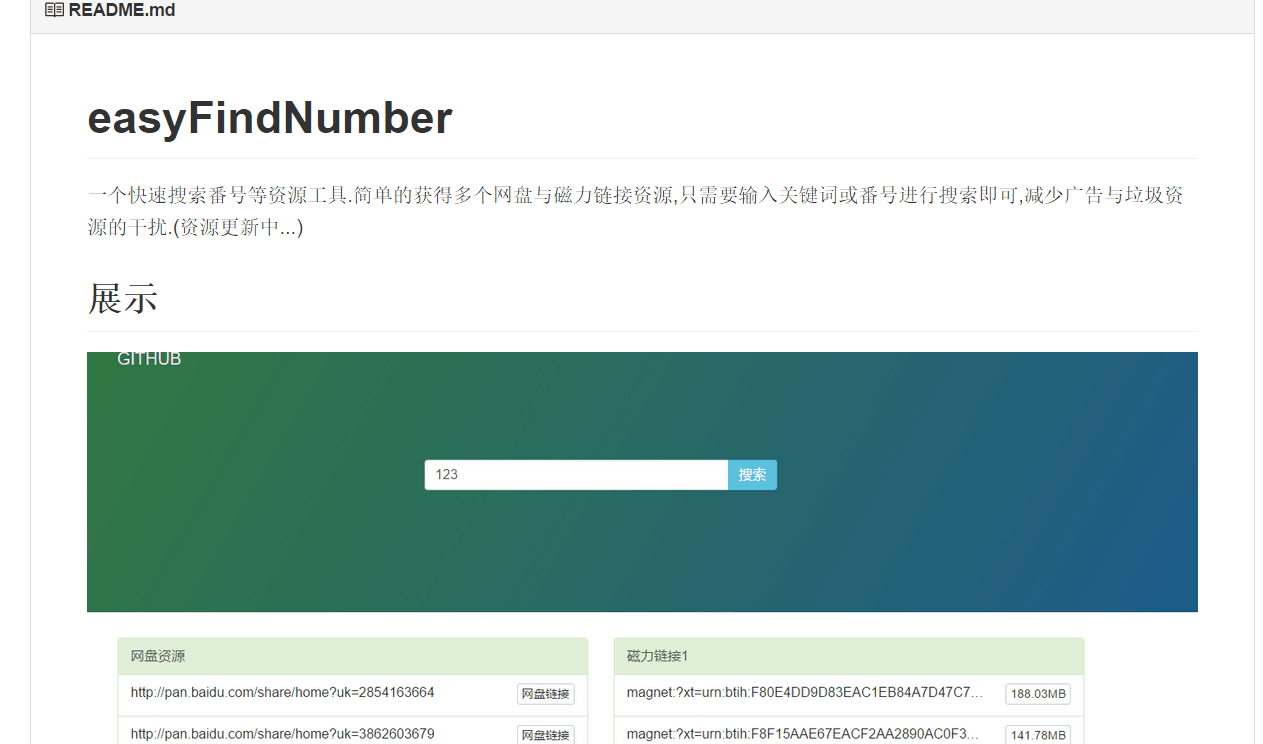 README.md
easyFindNumber
一个快速搜索番号等资源工具.简单的获得多个网盘与磁力链接资源,只需要输入关键词或番号进行搜索即可,减少广告与垃圾资
源的干扰.(资源更新中...)
展示
GITHUB
123 搜索
网盘资源
http://pan.baidu.com/share/home?uk=2854163664 网盘链接
http://pan.baidu.com/share/home?uk=3862603679 网盘链接
磁力链接1
magnet:?xt=urn:btih:F80E4DD9D83EAC1EB84A7D47C7... 188.03MB
magnet:?xt=urn:btih:F8F15AAE67EACF2AA2890AC0F3... 141.78MB